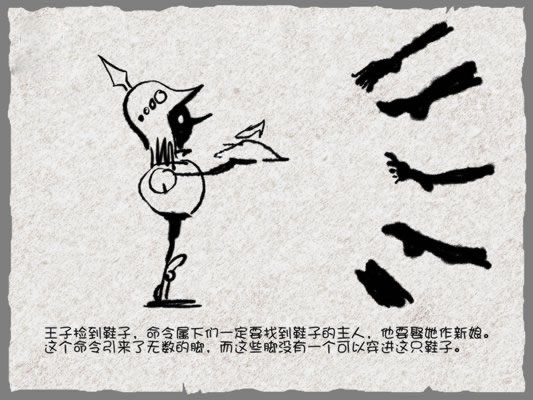 王子捡到鞋子，命令属下们一定要找到鞋子的主人，他要娶她作新娘。
这个命令引来了无数的脚，而这些脚没有一个可以容进这只鞋子。